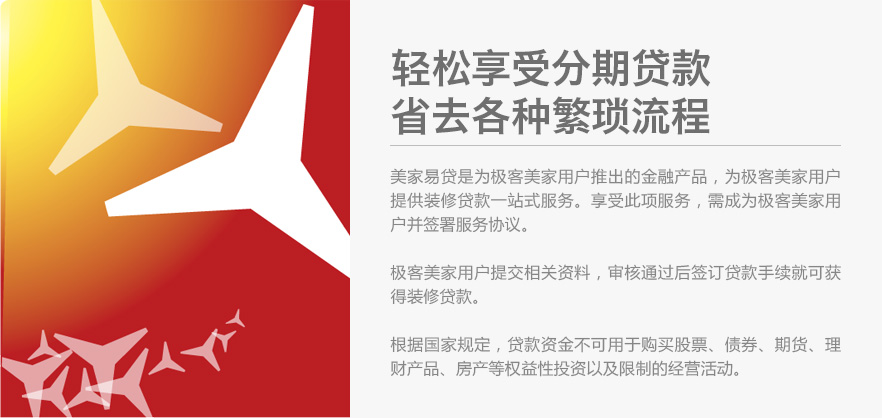 轻松享受分期贷款
省去各种繁琐流程
美家易贷是为极客美家用户推出的金融产品，为极客美家用户
提供装修贷款一站式服务。享受此项服务，需成为极客美家用
户并签署服务协议。
极客美家用户提交相关资料，审核通过后签订贷款手续就可获
得装修贷款。
根据国家规定，贷款资金不可用于购买股票、债券、期货、理
财产品、房产等权益性投资以及限制的经营活动。